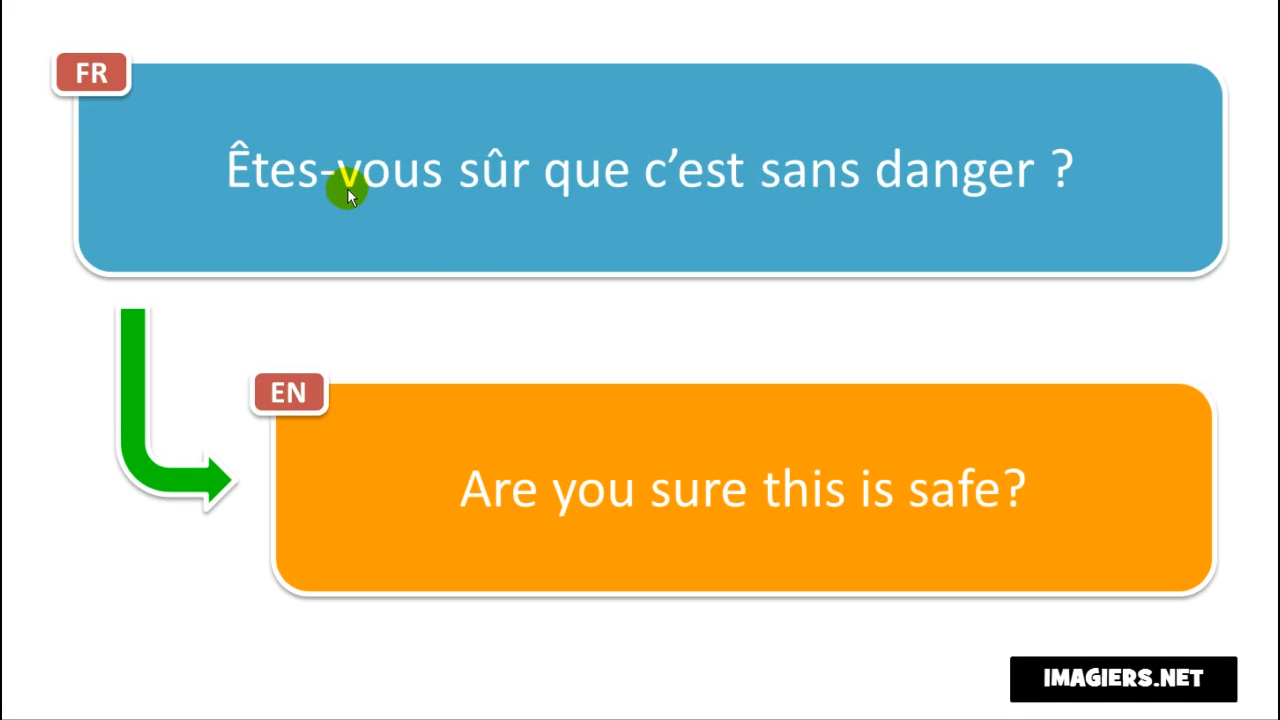 FR
Êtes-vous sûr que c’est sans danger ?
EN
Are you sure this is safe?
IMAGIERS.NET